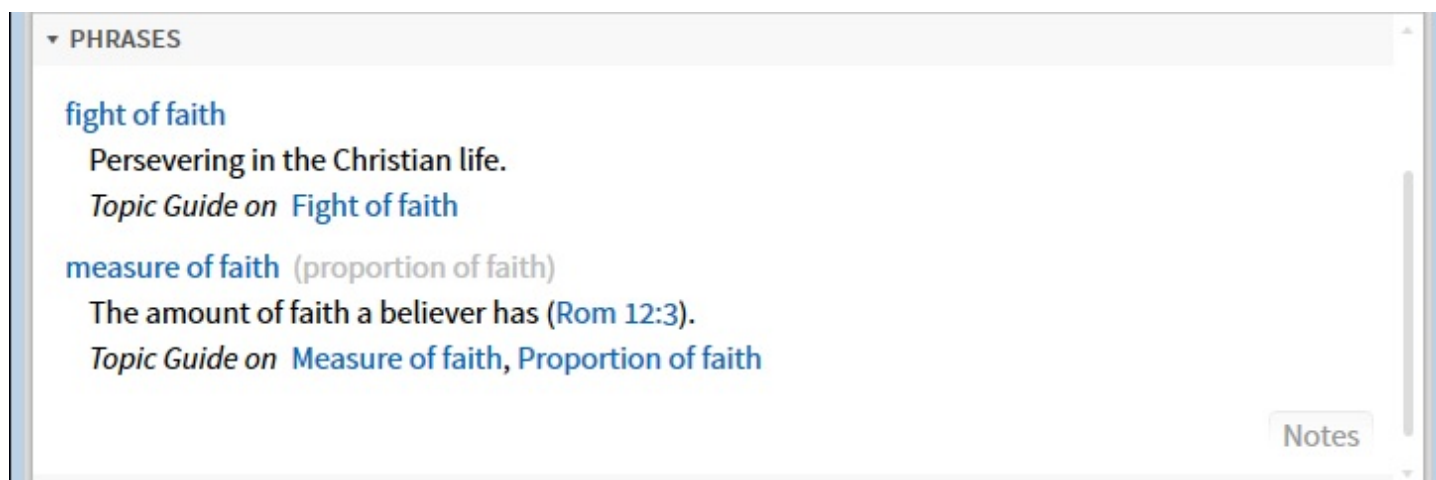 PHRASES
fight of faith
Persevering in the Christian life.
Topic Guide on Fight of faith
measure of faith (proportion of faith)
The amount of faith a believer has (Rom 12:3).
Topic Guide on Measure of faith, Proportion of faith
Notes